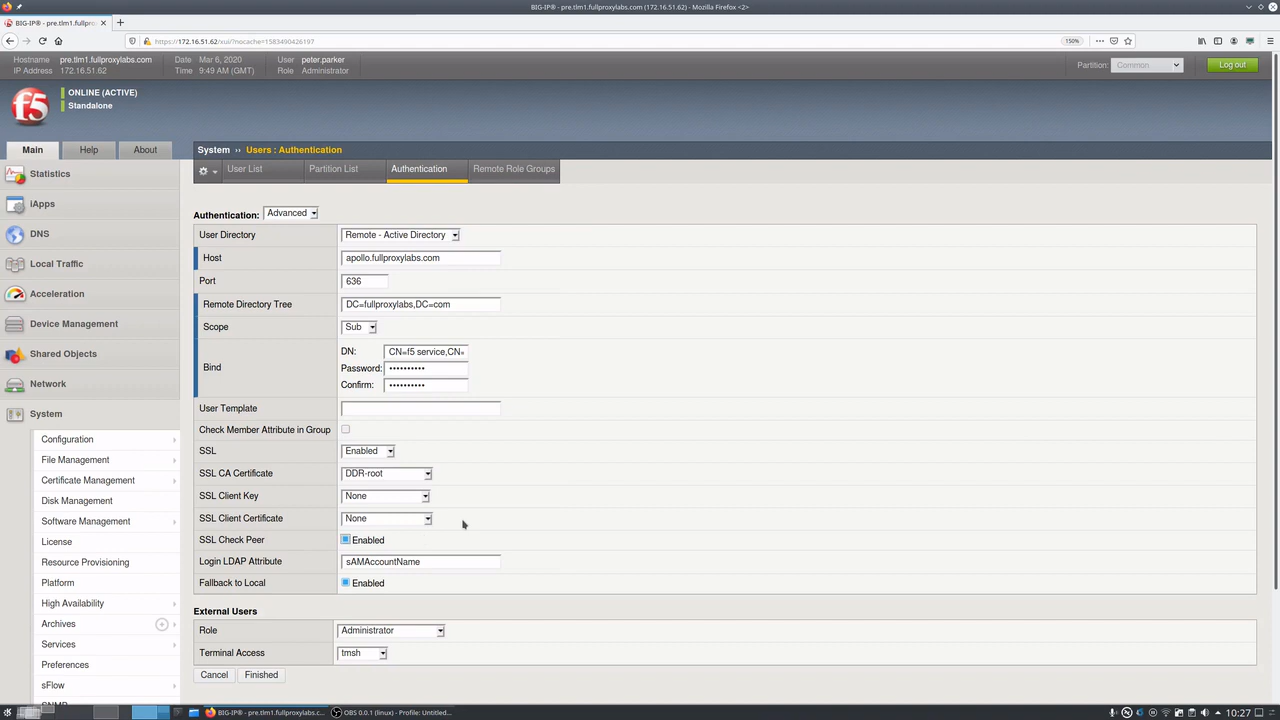 BIG-IP® - pre.tlm1.fullproxylabs.com (172.16.51.62) - Mozilla Firefox <2>
BIG-IP® - pre.tlm1.fullpro
https://172.16.51.62/xui/?nocache=1583490426197
150%
Hostname pre.tlm1.fullproxylabs.com Date Mar 6, 2020 User peter.parker
IP Address 172.16.51.62 Time 9:49 AM (GMT) Role Administrator
Partition: Common Log out
f5
ONLINE (ACTIVE)
Standalone
Main Help About
System ›› Users : Authentication
User List Partition List Authentication Remote Role Groups
Statistics
iApps
DNS
Local Traffic
Acceleration
Device Management
Shared Objects
Network
System
Configuration
File Management
Certificate Management
Disk Management
Software Management
License
Resource Provisioning
Platform
High Availability
Archives
Services
Preferences
sFlow
SNMP
Authentication: Advanced
User Directory Remote - Active Directory
Host apollo.fullproxylabs.com
Port 636
Remote Directory Tree DC=fullproxylabs,DC=com
Scope Sub
Bind
DN: CN=f5 service,CN=
Password: ••••••••••
Confirm: ••••••••••
User Template
Check Member Attribute in Group
SSL Enabled
SSL CA Certificate DDR-root
SSL Client Key None
SSL Client Certificate None
SSL Check Peer Enabled
Login LDAP Attribute sAMAccountName
Fallback to Local Enabled
External Users
Role Administrator
Terminal Access tmsh
Cancel Finished
BIG-IP® - pre.tlm1.fullproxylabs.c...
OBS 0.0.1 (linux) - Profile: Untitled...
10:27